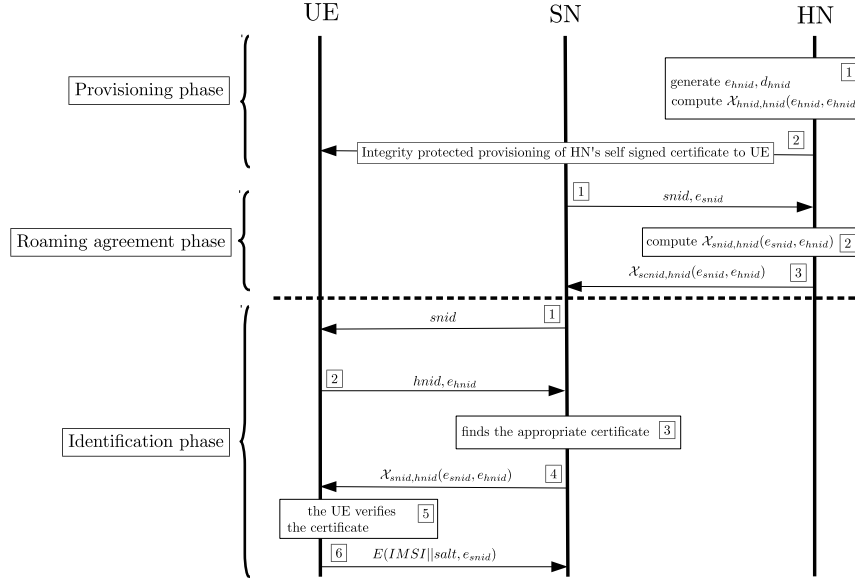 UE SN HN
Provisioning phase
1
generate e_hnid, d_hnid
compute 𝒳_hnid,hnid(e_hnid, e_hnid
2
Integrity protected provisioning of HN's self signed certificate to UE
1 snid, e_snid
Roaming agreement phase
compute 𝒳_snid,hnid(e_snid, e_hnid) 2
𝒳_scnid,hnid(e_snid, e_hnid) 3
snid 1
2 hnid, e_hnid
Identification phase
finds the appropriate certificate 3
𝒳_snid,hnid(e_snid, e_hnid) 4
the UE verifies 5
the certificate
6 E(IMSI||salt, e_snid)